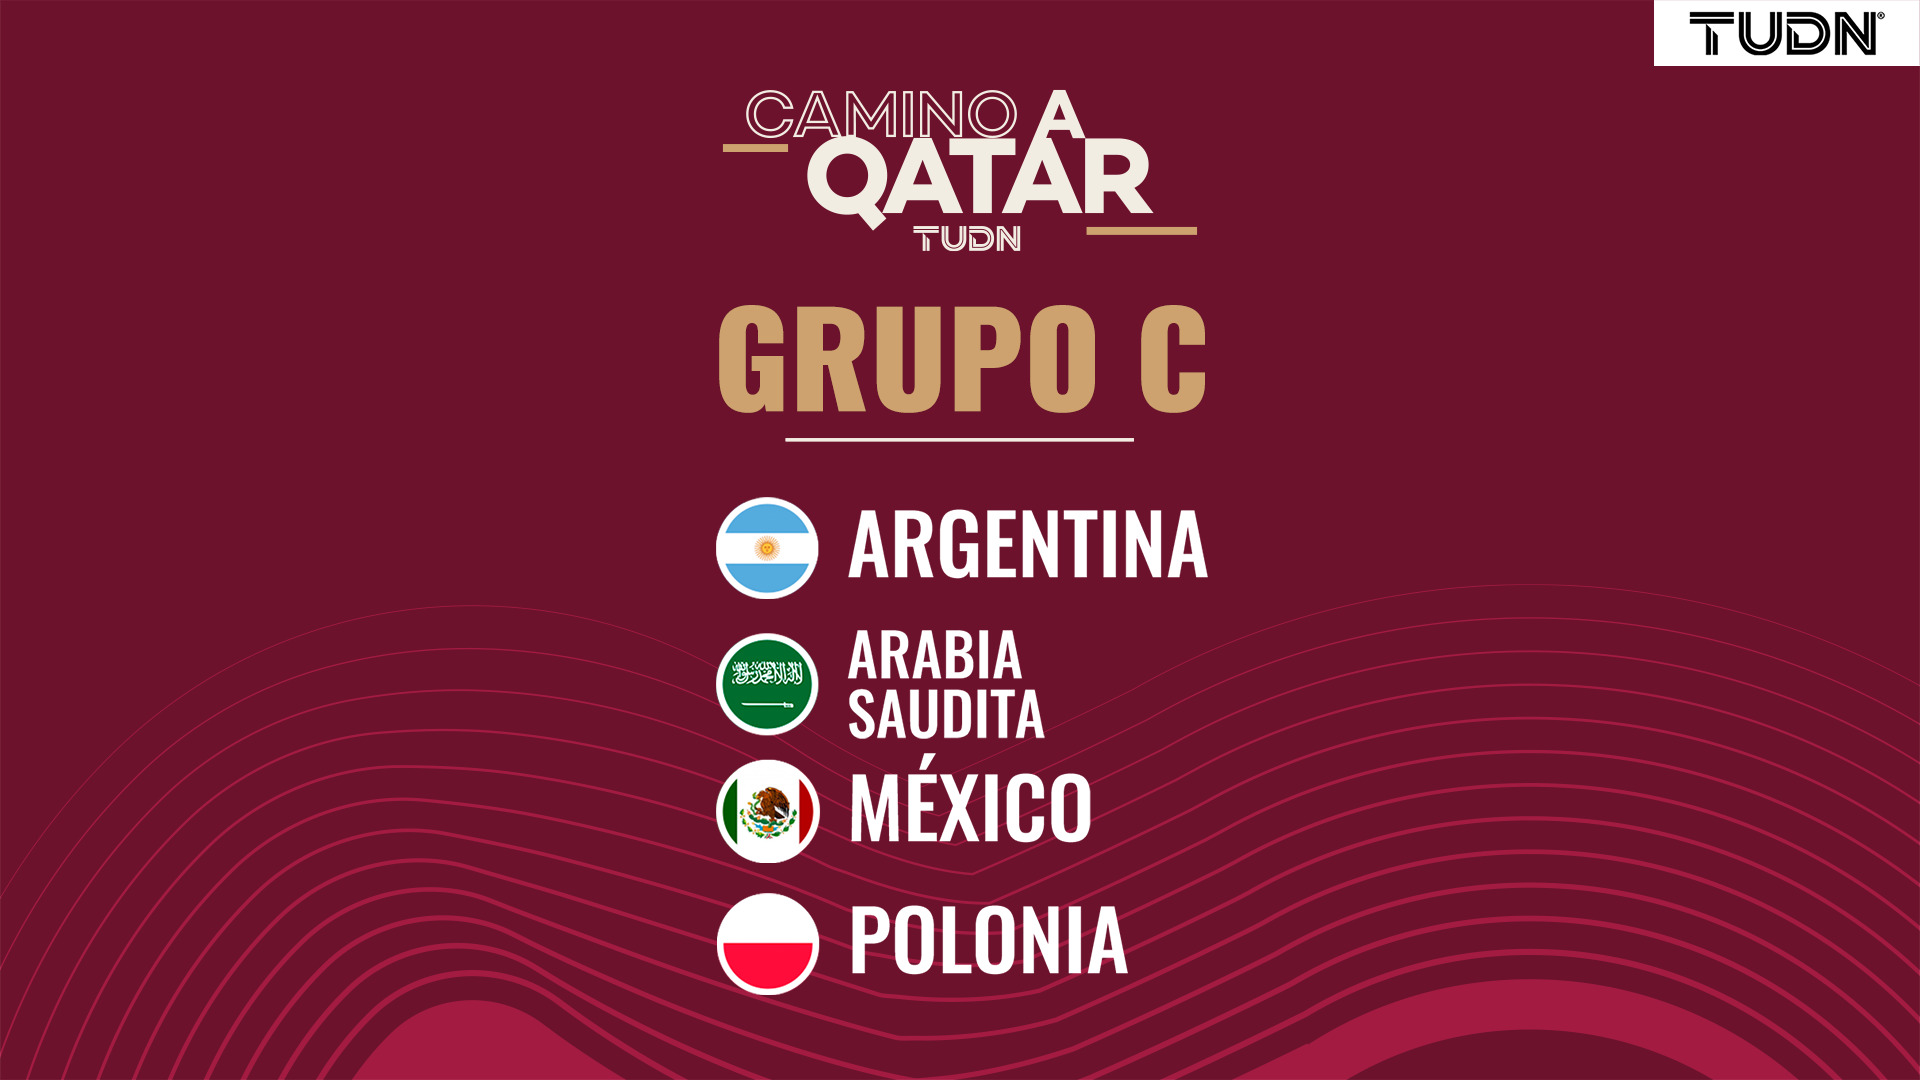 TUDN®
CAMINO A
QATAR
TUDN
GRUPO C
ARGENTINA
ARABIA
SAUDITA
MÉXICO
POLONIA